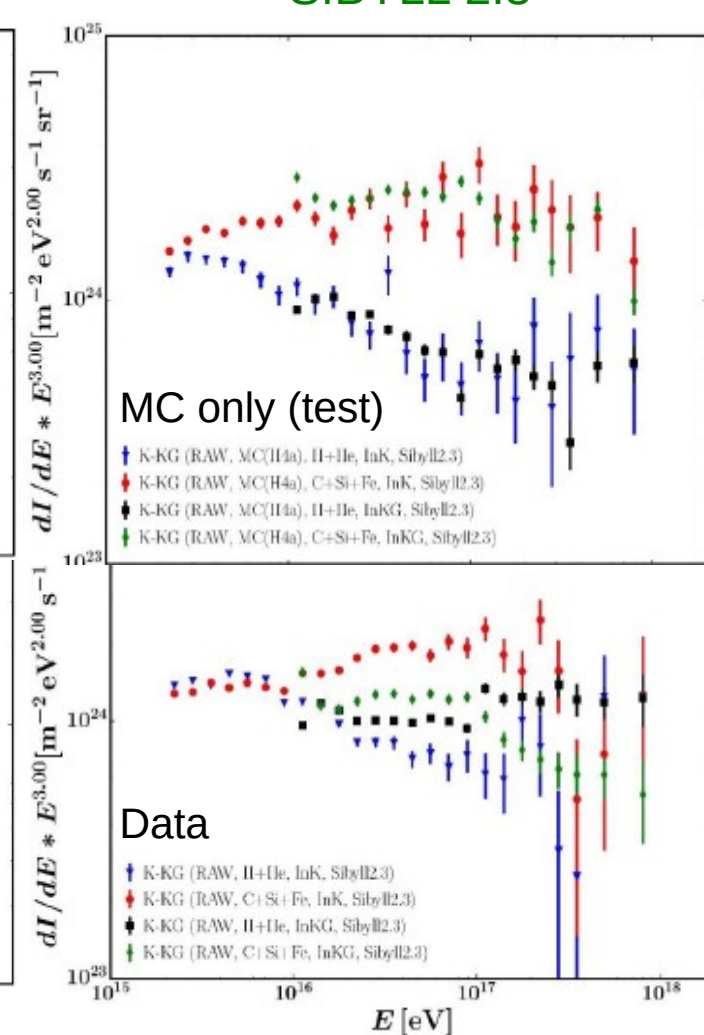 SIBYLL 2.3
10^25
dI/dE * E^3.00 [m^−2 eV^2.00 s^−1 sr^−1]
10^24
MC only (test)
K-KG (RAW, MC(H4a), H+He, InK, Sibyll2.3)
K-KG (RAW, MC(H4a), C+Si+Fe, InK, Sibyll2.3)
K-KG (RAW, MC(H4a), H+He, InKG, Sibyll2.3)
K-KG (RAW, MC(H4a), C+Si+Fe, InKG, Sibyll2.3)
10^23
dI/dE * E^3.00 [m^−2 eV^2.00 s^−1
10^24
Data
K-KG (RAW, H+He, InK, Sibyll2.3)
K-KG (RAW, C+Si+Fe, InK, Sibyll2.3)
K-KG (RAW, H+He, InKG, Sibyll2.3)
K-KG (RAW, C+Si+Fe, InKG, Sibyll2.3)
10^23
10^15 10^16 10^17 10^18
E [eV]